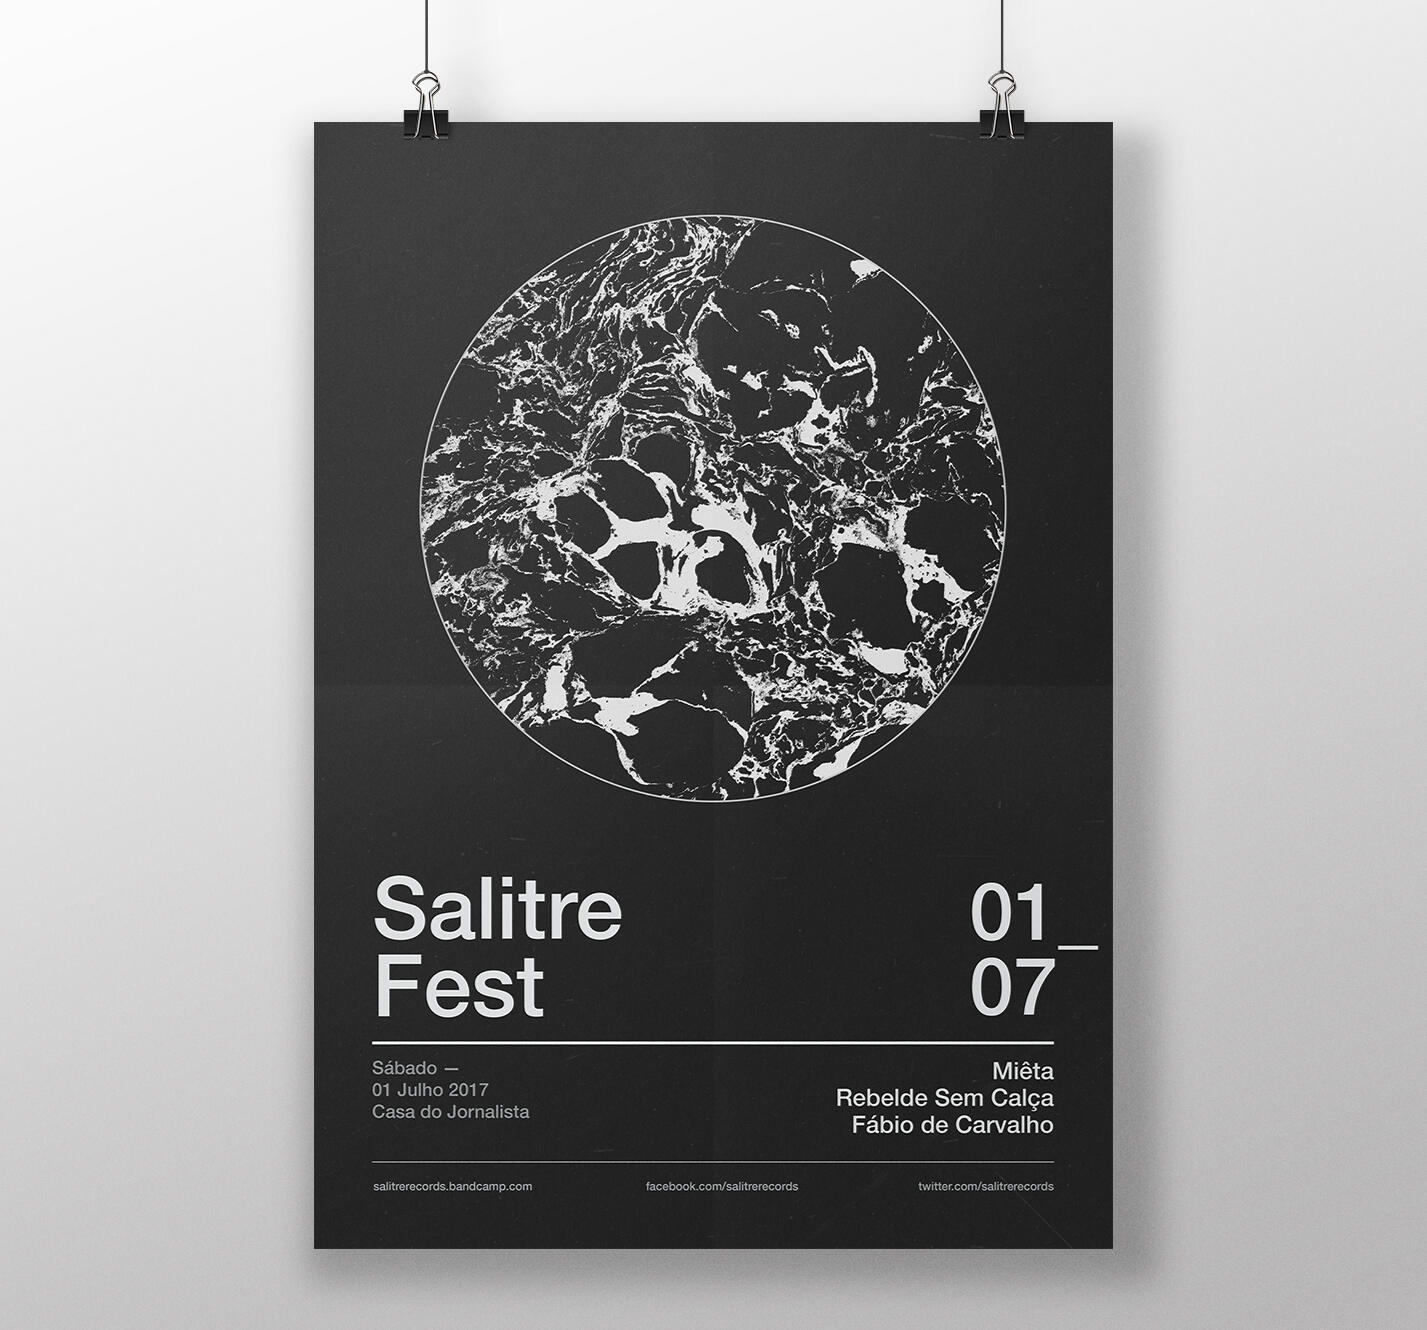 Salitre
Fest
01_
07
Sábado —
01 Julho 2017
Casa do Jornalista
Miêta
Rebelde Sem Calça
Fábio de Carvalho
salitrerecords.bandcamp.com
facebook.com/salitrerecords
twitter.com/salitrerecords